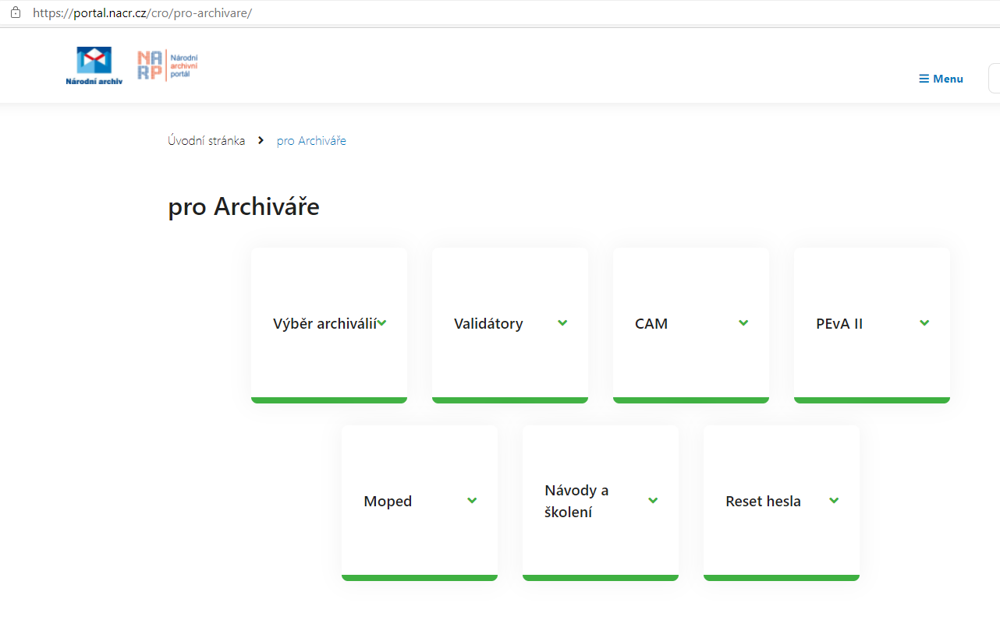 https://portal.nacr.cz/cro/pro-archivare/
Národní archiv
NA
RP
Národní
archivní
portál
Menu
Úvodní stránka
pro Archiváře
pro Archiváře
Výběr archiválií
Validátory
CAM
PEvA II
Moped
Návody a
školení
Reset hesla